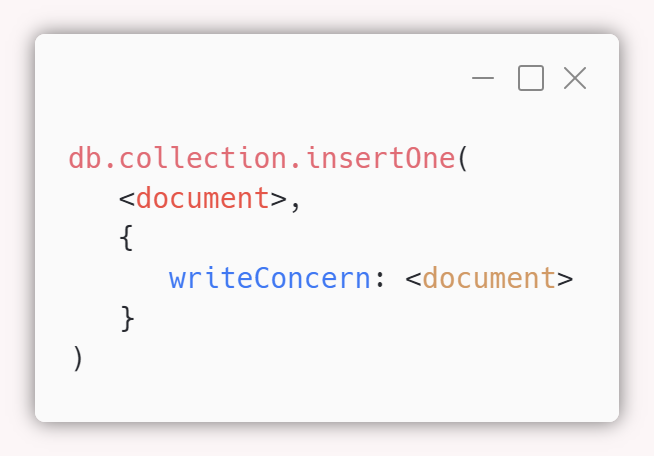 db.collection.insertOne(
<document>,
{
writeConcern: <document>
}
)